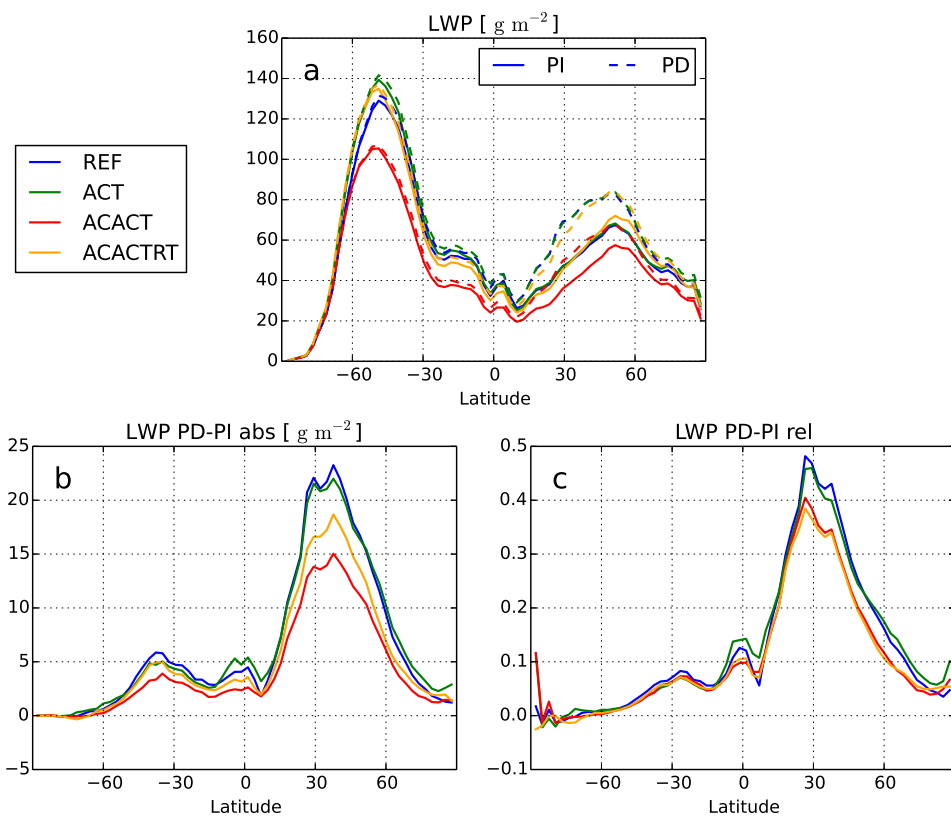 LWP [ g m⁻² ]
160
140
120
100
80
60
40
20
0
a
PI
PD
−60
−30
0
30
60
Latitude
REF
ACT
ACACT
ACACTRT
LWP PD-PI abs [ g m⁻² ]
25
20
15
10
5
0
−5
b
−60
−30
0
30
60
Latitude
LWP PD-PI rel
0.5
0.4
0.3
0.2
0.1
0.0
−0.1
c
−60
−30
0
30
60
Latitude